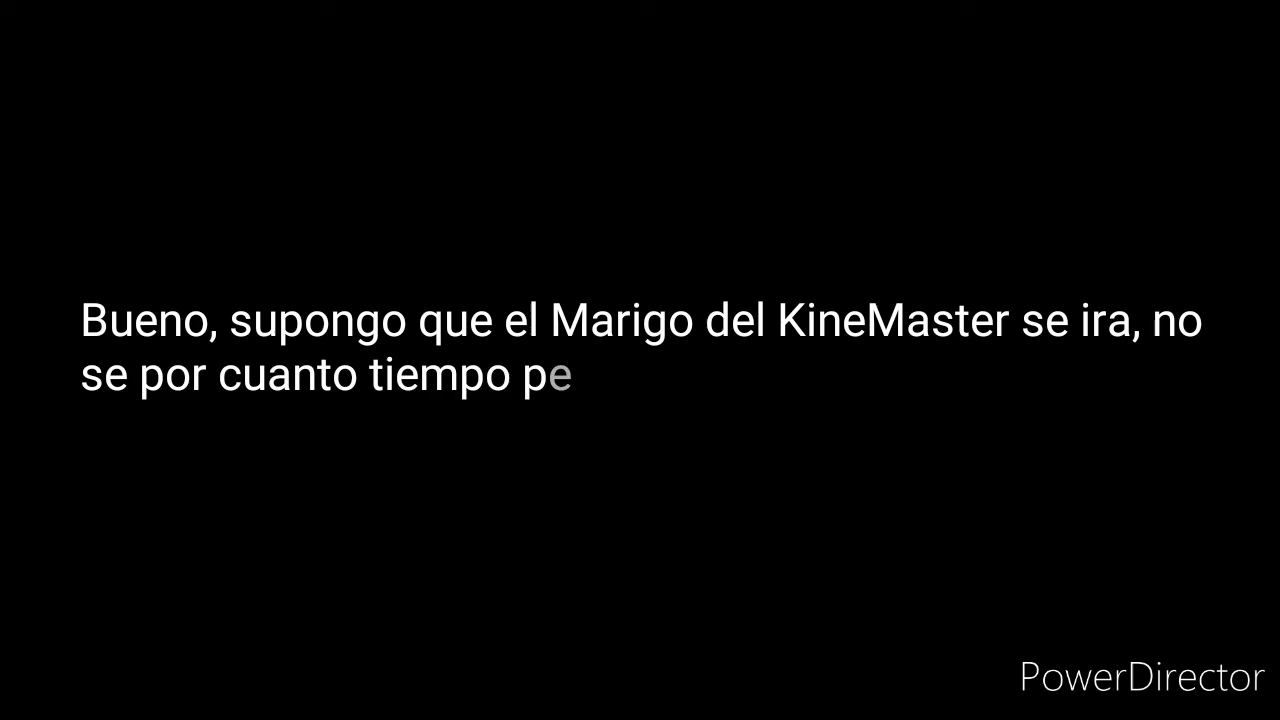 Bueno, supongo que el Marigo del KineMaster se ira, no
se por cuanto tiempo pe
PowerDirector